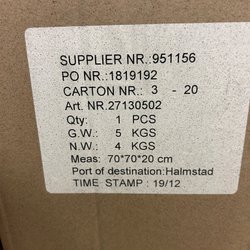 SUPPLIER NR.:951156
PO NR.:1819192
CARTON NR.: 3 - 20
Art. NR.27130502
Qty: 1 PCS
G.W.: 5 KGS
N.W.: 4 KGS
Meas: 70*70*20 cm
Port of destination:Halmstad
TIME STAMP : 19/12